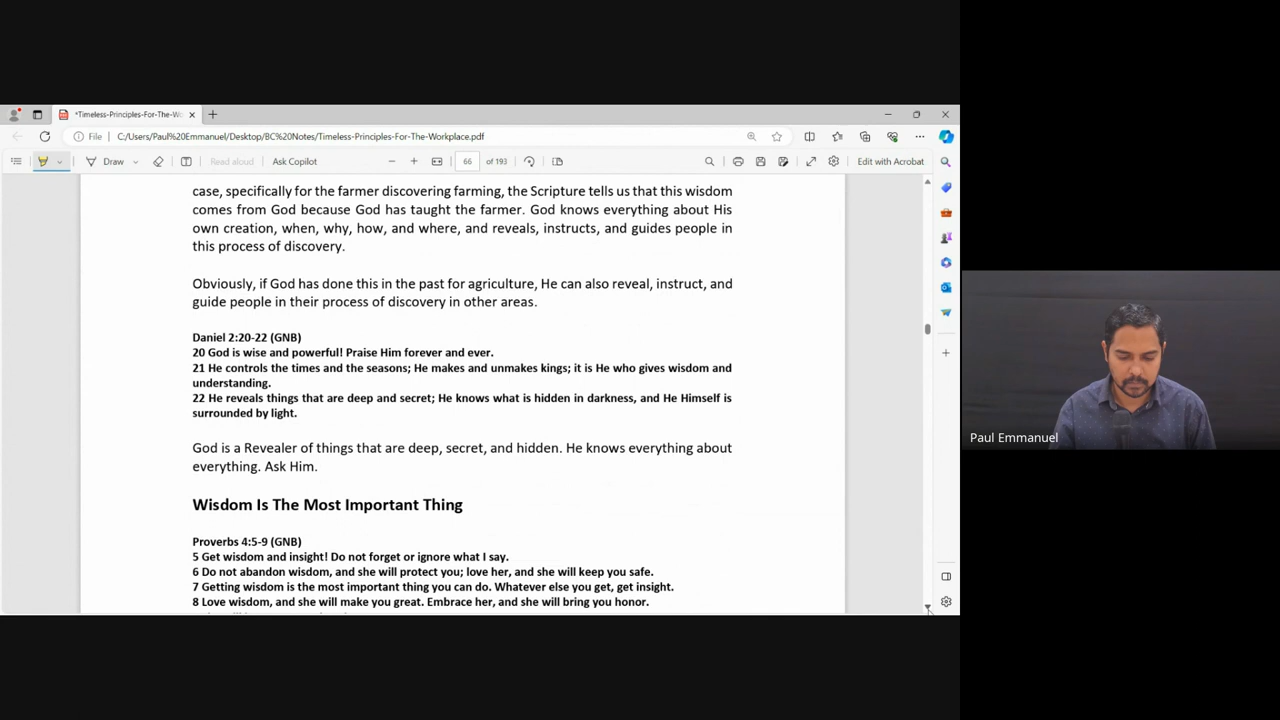 *Timeless-Principles-For-The-Wo
File
C:/Users/Paul%20Emmanuel/Desktop/BC%20Notes/Timeless-Principles-For-The-Workplace.pdf
Draw
Read aloud
Ask Copilot
66
of 193
Edit with Acrobat
case, specifically for the farmer discovering farming, the Scripture tells us that this wisdom
comes from God because God has taught the farmer. God knows everything about His
own creation, when, why, how, and where, and reveals, instructs, and guides people in
this process of discovery.
Obviously, if God has done this in the past for agriculture, He can also reveal, instruct, and
guide people in their process of discovery in other areas.
Daniel 2:20-22 (GNB)
20 God is wise and powerful! Praise Him forever and ever.
21 He controls the times and the seasons; He makes and unmakes kings; it is He who gives wisdom and
understanding.
22 He reveals things that are deep and secret; He knows what is hidden in darkness, and He Himself is
surrounded by light.
God is a Revealer of things that are deep, secret, and hidden. He knows everything about
everything. Ask Him.
Wisdom Is The Most Important Thing
Proverbs 4:5-9 (GNB)
5 Get wisdom and insight! Do not forget or ignore what I say.
6 Do not abandon wisdom, and she will protect you; love her, and she will keep you safe.
7 Getting wisdom is the most important thing you can do. Whatever else you get, get insight.
8 Love wisdom, and she will make you great. Embrace her, and she will bring you honor.
Paul Emmanuel